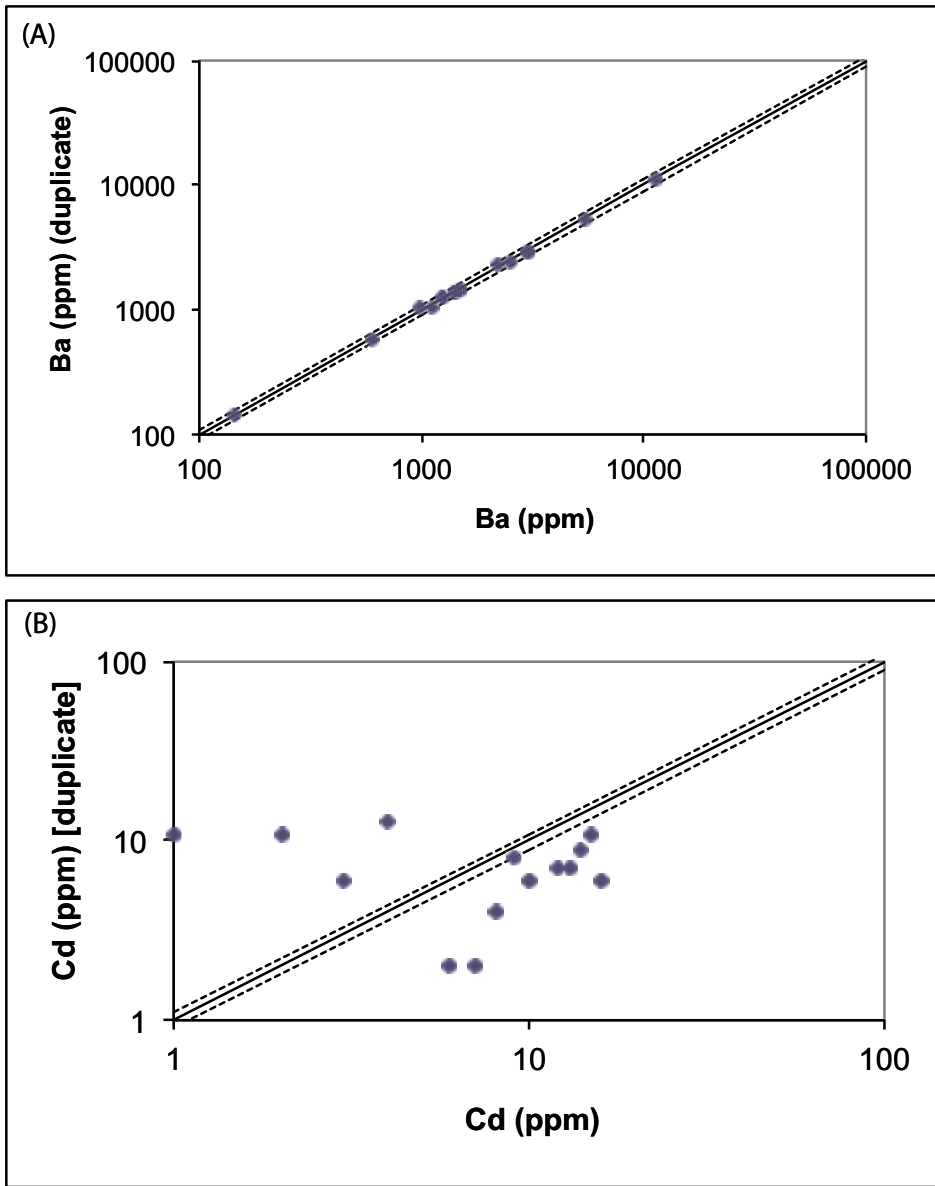 (A)
100000
10000
1000
100
Ba (ppm) (duplicate)
100 1000 10000 100000
Ba (ppm)
(B)
100
10
1
Cd (ppm) [duplicate]
1 10 100
Cd (ppm)